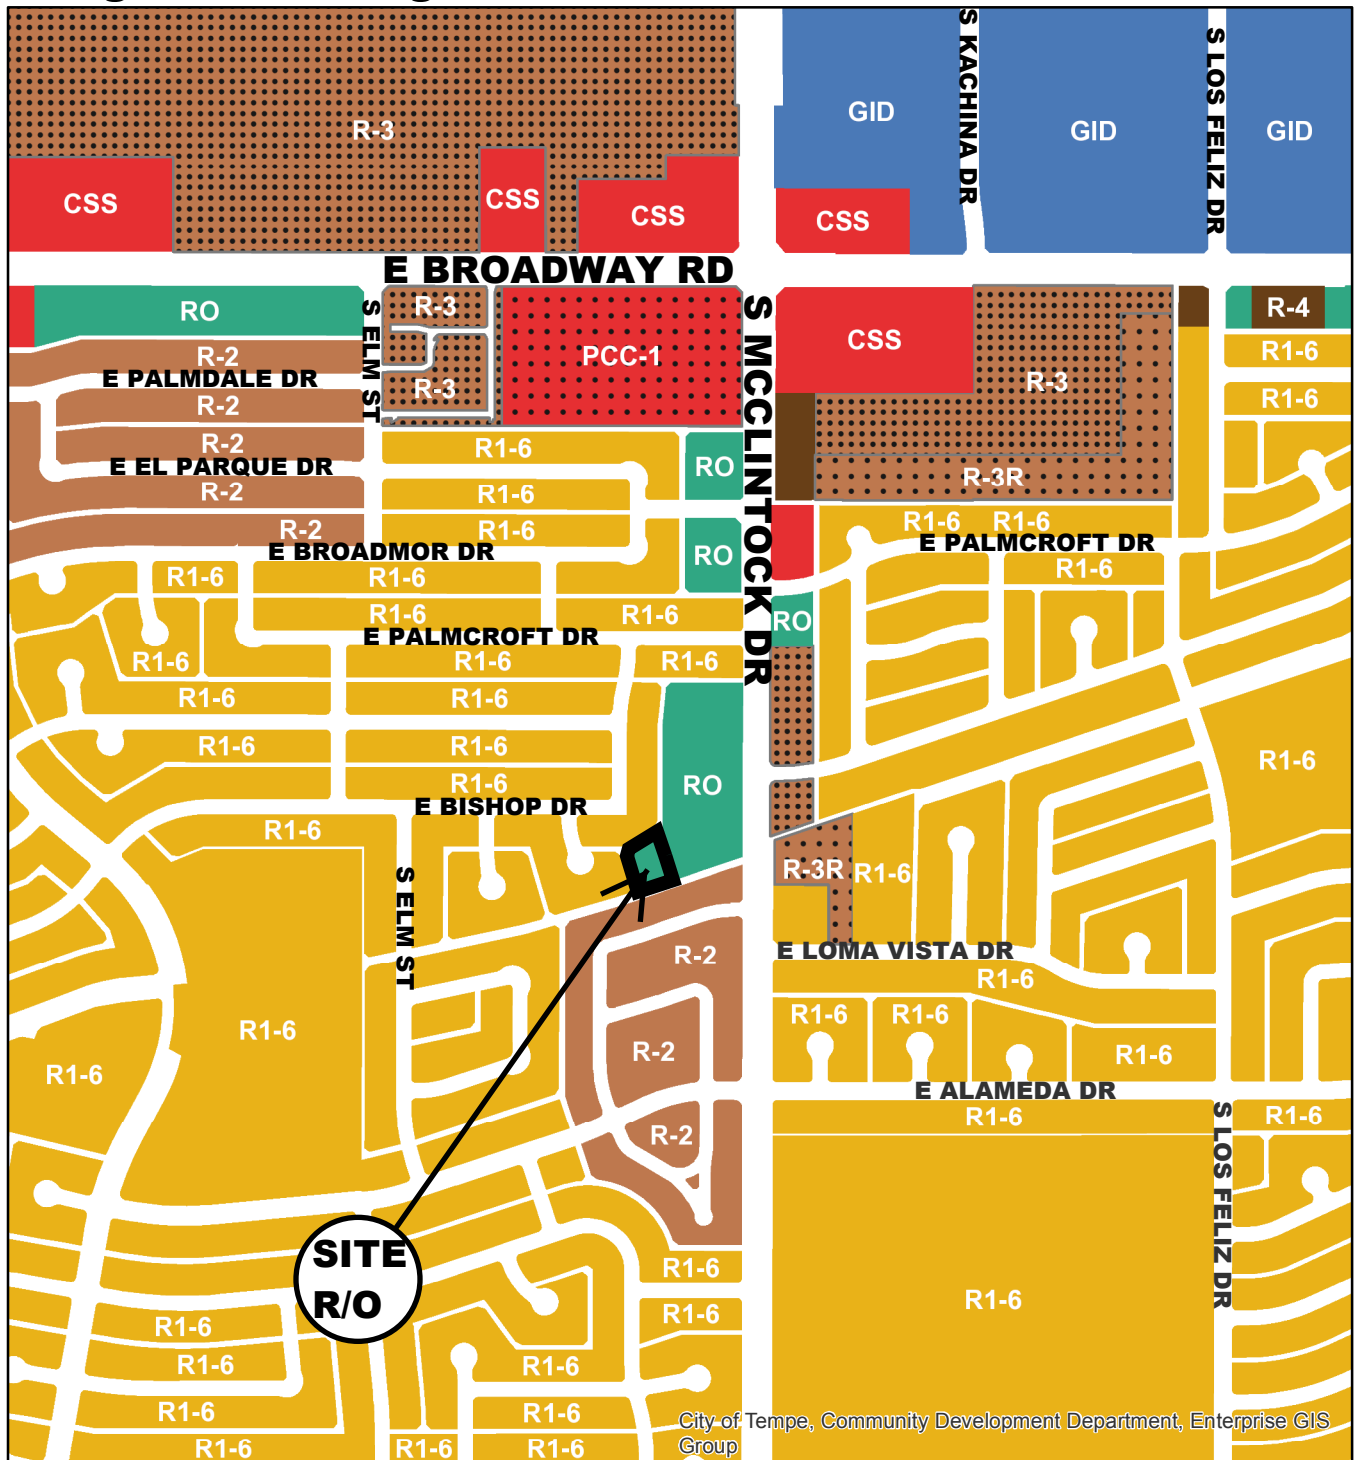 S KACHINA DR
S LOS FELIZ DR
GID
GID
GID
R-3
CSS
CSS
CSS
CSS
E BROADWAY RD
RO
R-3
PCC-1
CSS
R-3
R-4
R1-6
R1-6
R-2
E PALMDALE DR
R-2
S ELM ST
R-3
S MCCLINTOCK DR
R-2
E EL PARQUE DR
R-2
R-2
R1-6
R1-6
R1-6
RO
RO
R-3R
E BROADMOR DR
R1-6
R1-6
E PALMCROFT DR
R1-6
R1-6
R1-6
R1-6
R1-6
RO
E PALMCROFT DR
R1-6
R1-6
R1-6
R1-6
R1-6
R1-6
R1-6
R1-6
RO
R1-6
E BISHOP DR
R1-6
S ELM ST
R-3R
R1-6
E LOMA VISTA DR
R-2
R1-6
R1-6
R1-6
R1-6
R-2
R1-6
R1-6
E ALAMEDA DR
R1-6
R1-6
R-2
S LOS FELIZ DR
SITE
R/O
R1-6
R1-6
R1-6
R1-6
R1-6
R1-6
R1-6
R1-6
R1-6
R1-6
R1-6
R1-6
City of Tempe, Community Development Department, Enterprise GIS
Group